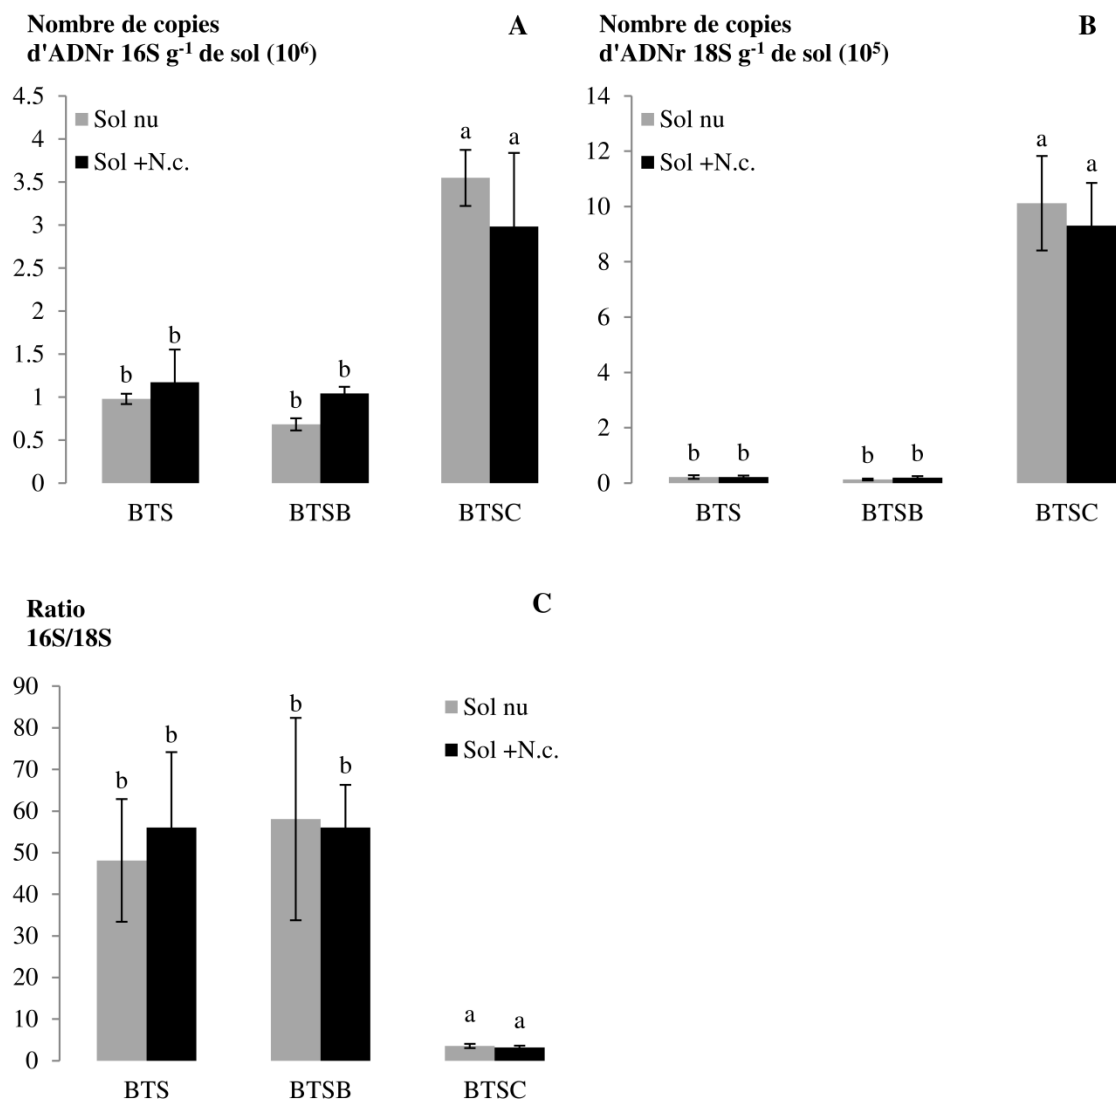 Nombre de copies
d'ADNr 16S g-1 de sol (10⁶)
A
4.5
4
3.5
3
2.5
2
1.5
1
0.5
0
Sol nu
Sol +N.c.
b
b
b
b
a
a
BTS
BTSB
BTSC
Nombre de copies
d'ADNr 18S g-1 de sol (10⁵)
B
14
12
10
8
6
4
2
0
Sol nu
Sol +N.c.
b
b
b
b
a
a
BTS
BTSB
BTSC
Ratio
16S/18S
C
90
80
70
60
50
40
30
20
10
0
Sol nu
Sol +N.c.
b
b
b
b
a
a
BTS
BTSB
BTSC